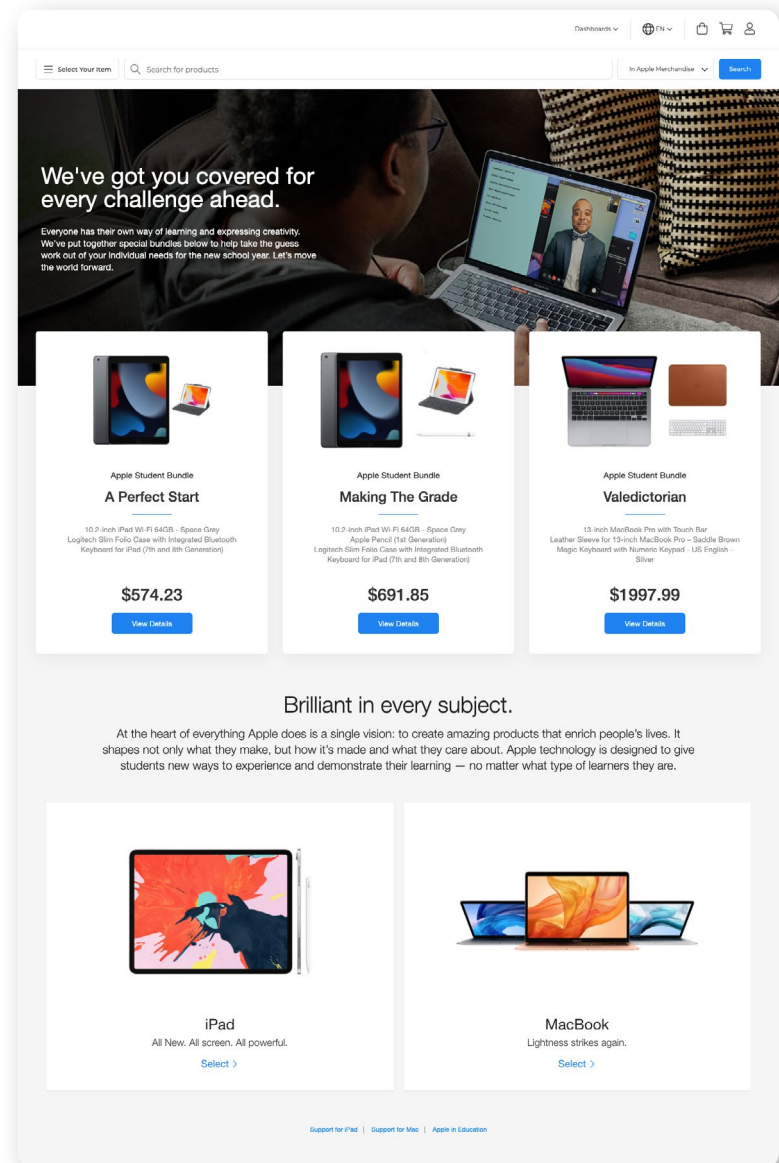 Dashboards
EN
Select Your Item
Search for products
In Apple Merchandise
Search
We've got you covered for
every challenge ahead.
Everyone has their own way of learning and expressing creativity.
We've put together special bundles below to help take the guess
work out of your individual needs for the new school year. Let's move
the world forward.
Apple Student Bundle
A Perfect Start
10.2-inch iPad Wi-Fi 64GB - Space Grey
Logitech Slim Folio Case with Integrated Bluetooth
Keyboard for iPad (7th and 8th Generation)
$574.23
View Details
Apple Student Bundle
Making The Grade
10.2-inch iPad Wi-Fi 64GB - Space Grey
Apple Pencil (1st Generation)
Logitech Slim Folio Case with Integrated Bluetooth
Keyboard for iPad (7th and 8th Generation)
$691.85
View Details
Apple Student Bundle
Valedictorian
13-inch MacBook Pro with Touch Bar
Leather Sleeve for 13-inch MacBook Pro – Saddle Brown
Magic Keyboard with Numeric Keypad - US English -
Silver
$1997.99
View Details
Brilliant in every subject.
At the heart of everything Apple does is a single vision: to create amazing products that enrich people's lives. It
shapes not only what they make, but how it's made and what they care about. Apple technology is designed to give
students new ways to experience and demonstrate their learning — no matter what type of learners they are.
iPad
All New. All screen. All powerful.
Select >
MacBook
Lightness strikes again.
Select >
Support for iPad | Support for Mac | Apple in Education